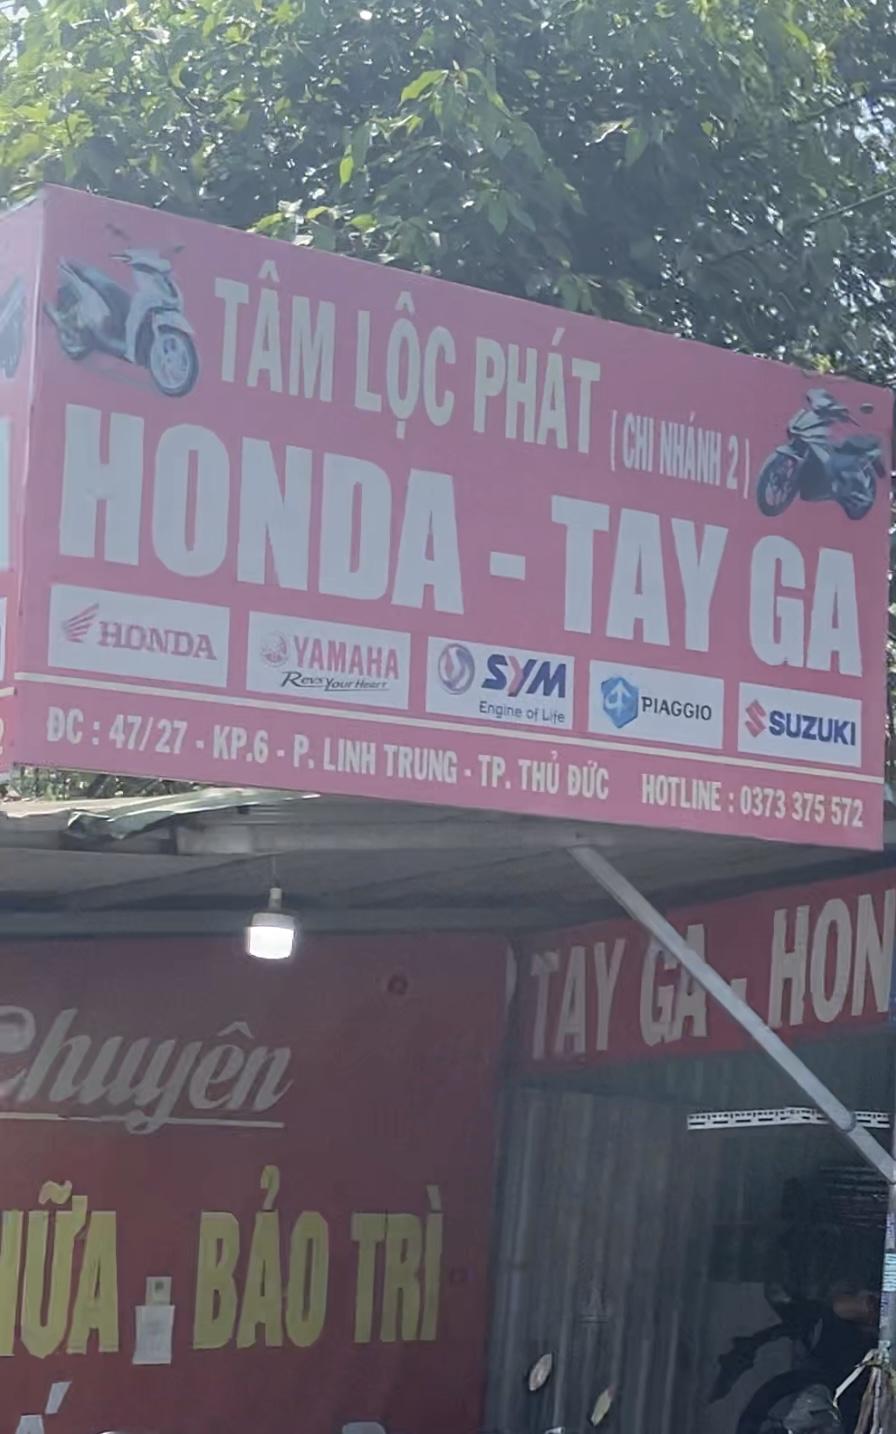 TÂM LỘC PHÁT ( CHI NHÁNH 2 )
HONDA - TAY GA
HONDA
YAMAHA
Revs Your Heart
SYM
Engine of Life
PIAGGIO
SUZUKI
ĐC : 47/27 - KP.6 - P. LINH TRUNG - TP. THỦ ĐỨC HOTLINE : 0373 375 572
TAY GA - HON
Chuyên
ỮA - BẢO TRÌ